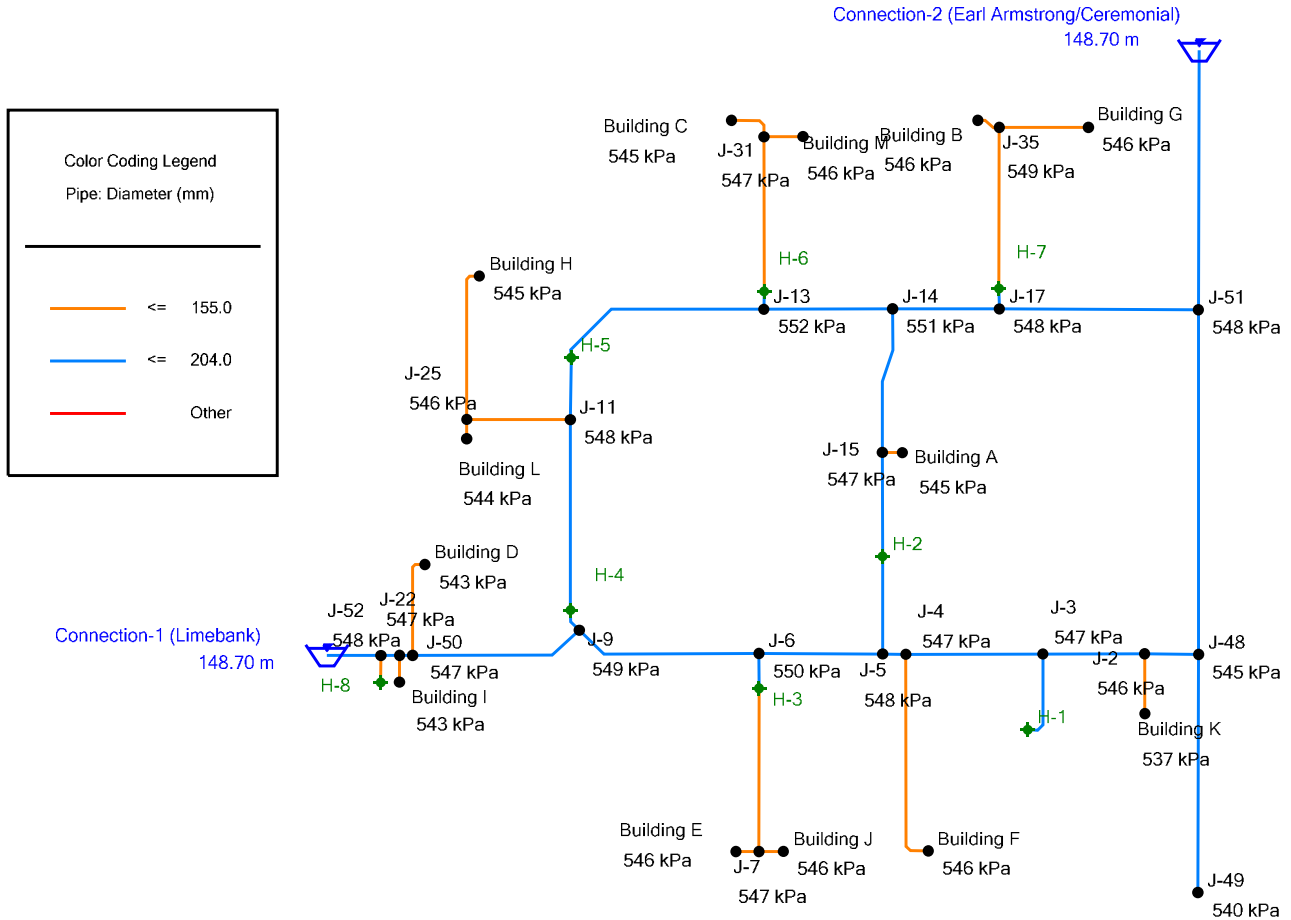 Connection-2 (Earl Armstrong/Ceremonial)
148.70 m
Color Coding Legend
Pipe: Diameter (mm)
<= 155.0
<= 204.0
Other
Building C
545 kPa
J-31
547 kPa
Building M
546 kPa
Building B
546 kPa
J-35
549 kPa
Building G
546 kPa
H-6
H-7
Building H
545 kPa
J-13
552 kPa
J-14
551 kPa
J-17
548 kPa
J-51
548 kPa
H-5
J-25
546 kPa
J-11
548 kPa
Building L
544 kPa
J-15
547 kPa
Building A
545 kPa
H-2
Building D
543 kPa
H-4
J-22
547 kPa
J-52
548 kPa
Connection-1 (Limebank)
148.70 m
J-50
547 kPa
H-8
Building I
543 kPa
J-9
549 kPa
J-6
550 kPa
J-4
547 kPa
J-5
548 kPa
J-3
547 kPa
J-2
546 kPa
J-48
545 kPa
H-3
H-1
Building K
537 kPa
Building E
546 kPa
J-7
547 kPa
Building J
546 kPa
Building F
546 kPa
J-49
540 kPa